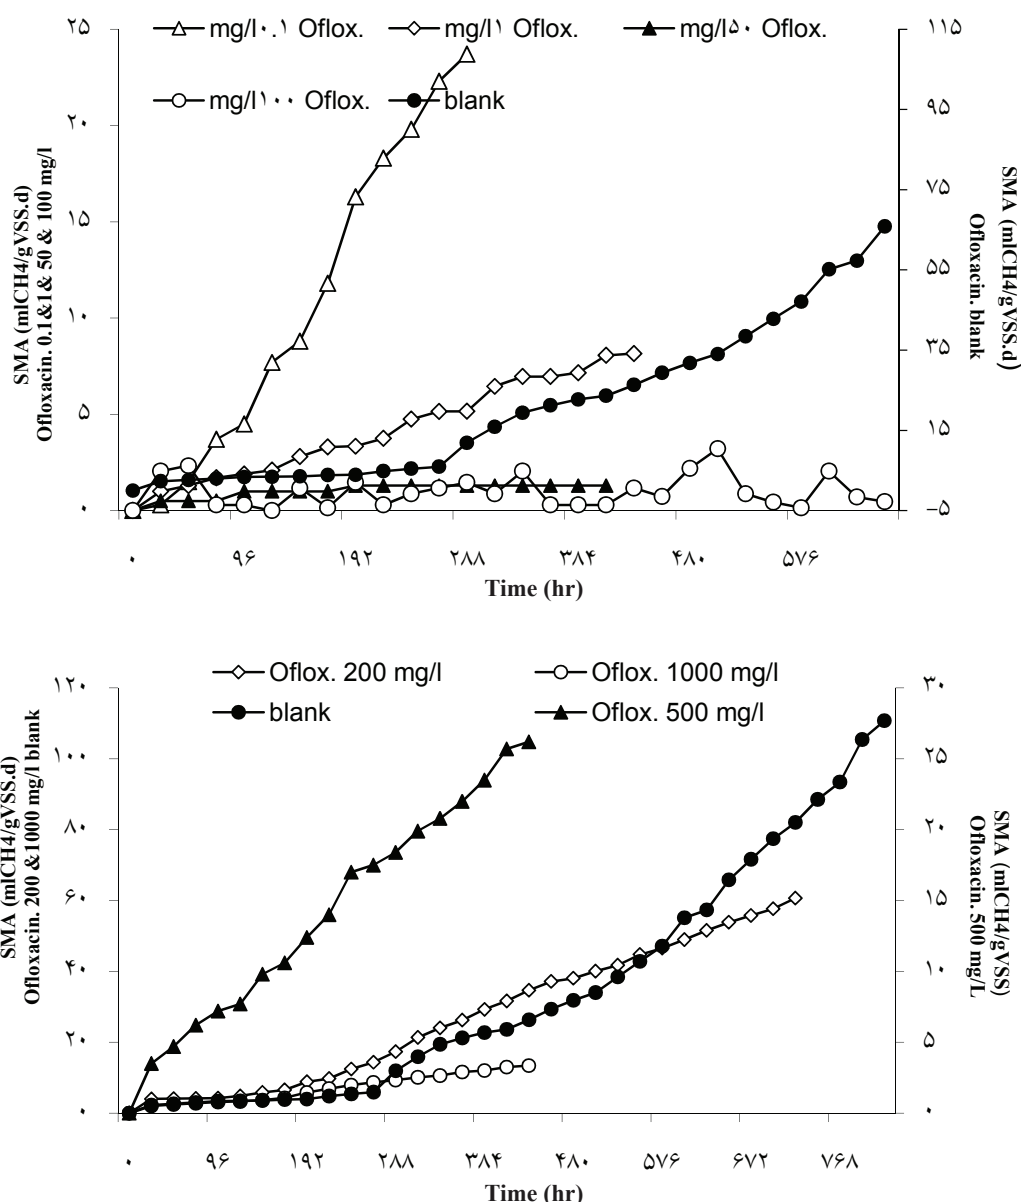 mg/l۰.۱ Oflox. mg/l۱ Oflox. mg/l۵۰ Oflox.
mg/l۱۰۰ Oflox. blank
۲۵
۲۰
۱۵
۱۰
۵
۰
SMA (mlCH4/gVSS.d)
Ofloxacin. 0.1&1& 50 & 100 mg/l
۱۱۵
۹۵
۷۵
۵۵
۳۵
۱۵
-۵
SMA (mlCH4/gVSS.d)
Ofloxacin. blank
۰ ۹۶ ۱۹۲ ۲۸۸ ۳۸۴ ۴۸۰ ۵۷۶
Time (hr)
Oflox. 200 mg/l Oflox. 1000 mg/l
blank Oflox. 500 mg/l
۱۲۰
۱۰۰
۸۰
۶۰
۴۰
۲۰
۰
SMA (mlCH4/gVSS.d)
Ofloxacin. 200 &1000 mg/l blank
۳۰
۲۵
۲۰
۱۵
۱۰
۵
۰
SMA (mlCH4/gVSS)
Ofloxacin. 500 mg/L
۰ ۹۶ ۱۹۲ ۲۸۸ ۳۸۴ ۴۸۰ ۵۷۶ ۶۷۲ ۷۶۸
Time (hr)